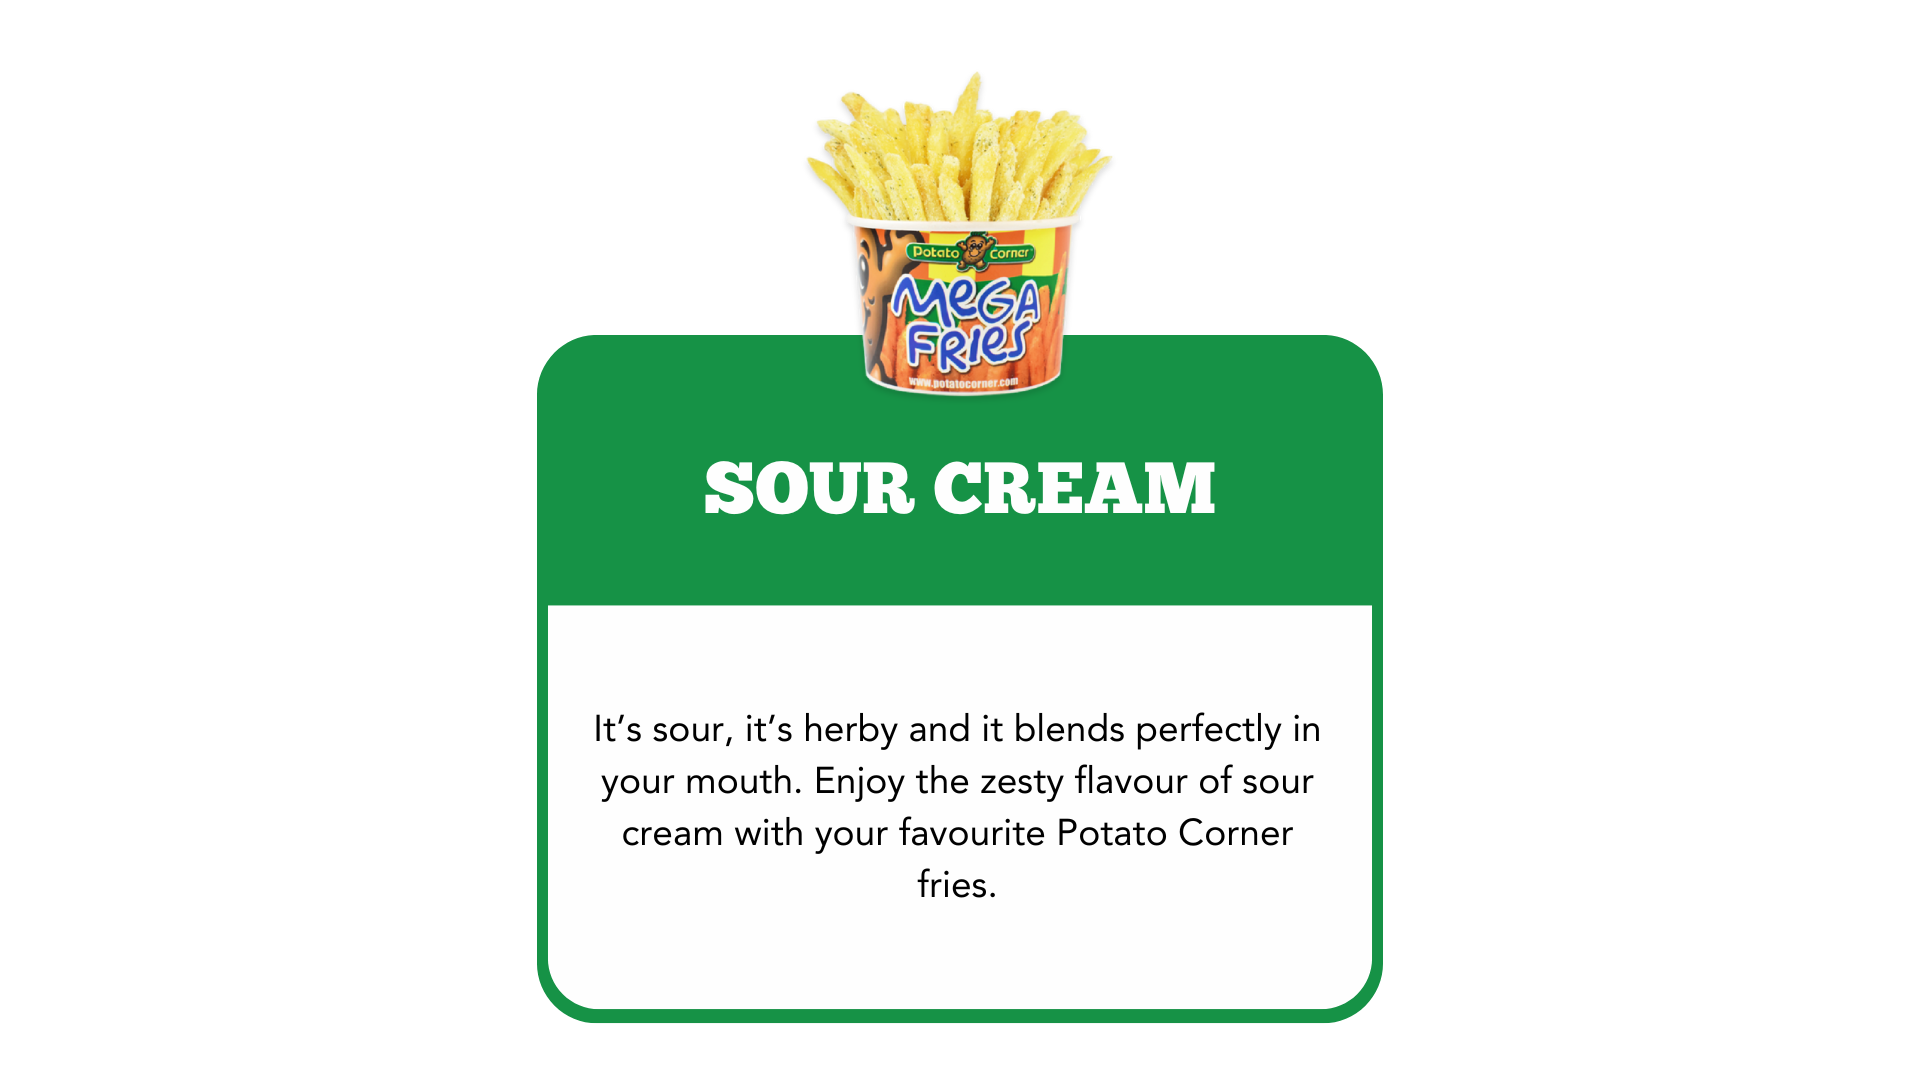 Potato Corner
MEGA
FRIES
www.potatocorner.com
SOUR CREAM
It’s sour, it’s herby and it blends perfectly in
your mouth. Enjoy the zesty flavour of sour
cream with your favourite Potato Corner
fries.